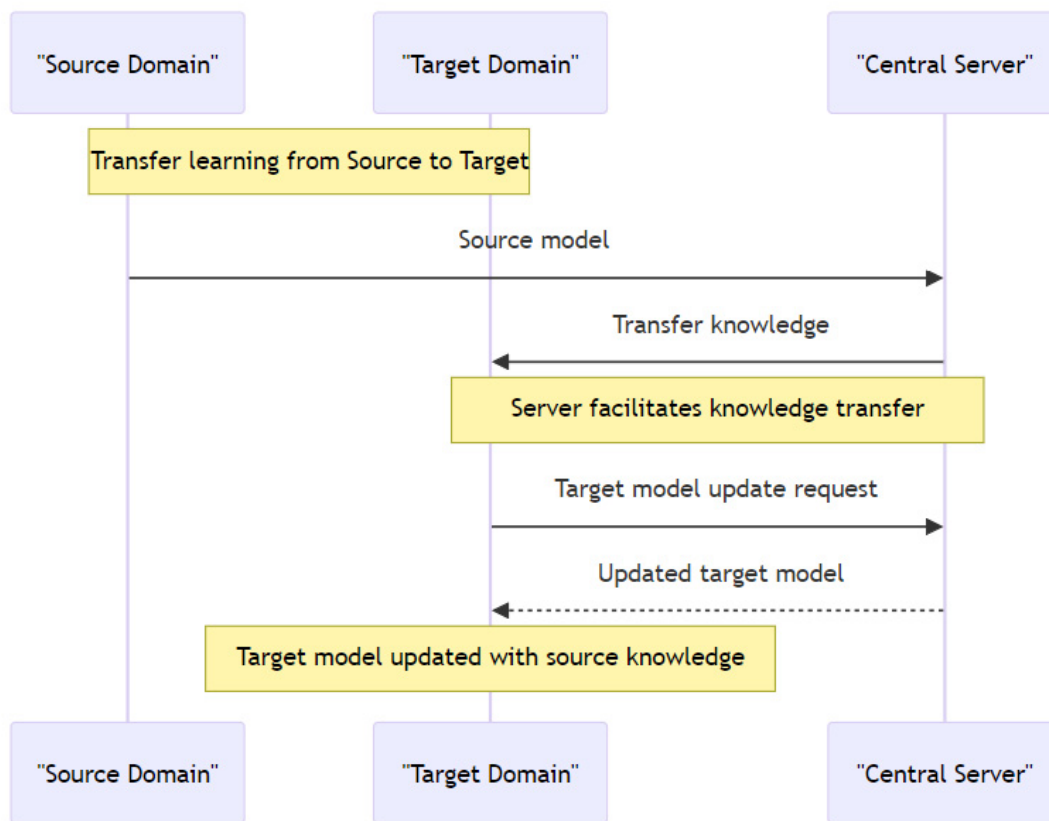 "Source Domain"
"Target Domain"
"Central Server"
Transfer learning from Source to Target
Source model
Transfer knowledge
Server facilitates knowledge transfer
Target model update request
Updated target model
Target model updated with source knowledge
"Source Domain"
"Target Domain"
"Central Server"